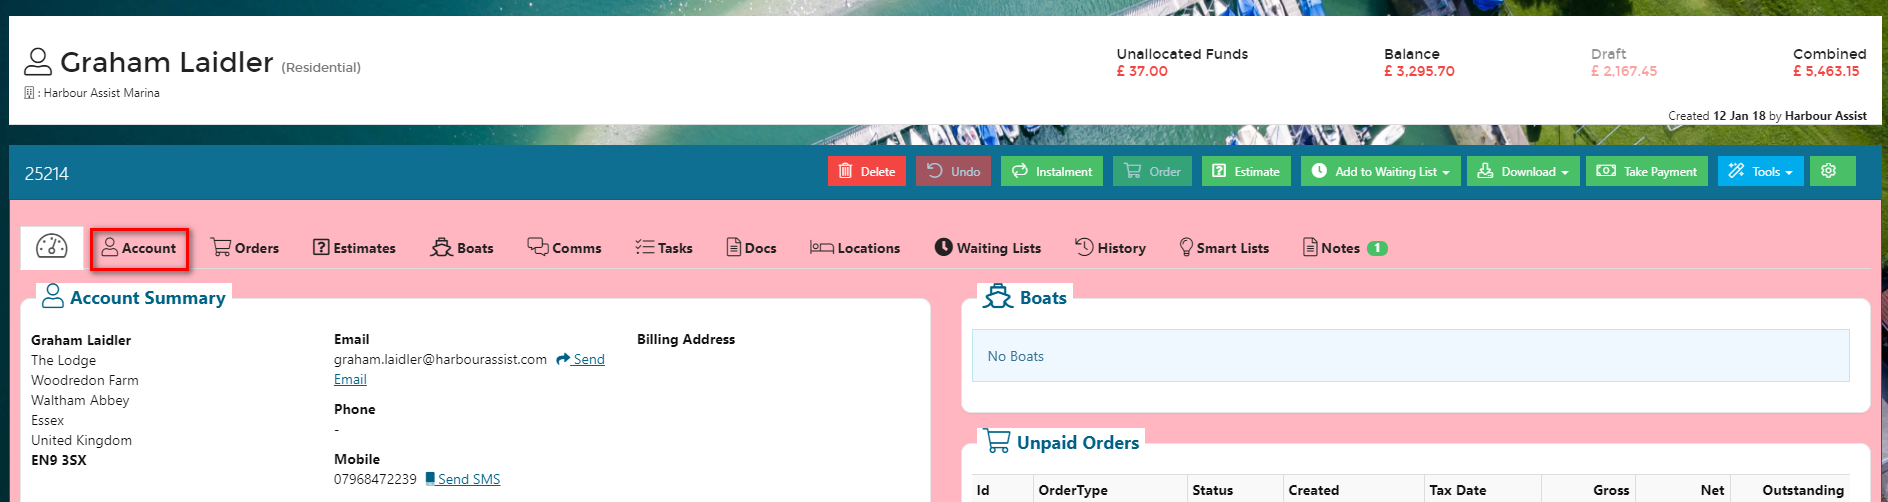 Graham Laidler (Residential)
: Harbour Assist Marina
Unallocated Funds
£ 37.00
Balance
£ 3,295.70
Draft
£ 2,167.45
Combined
£ 5,463.15
Created 12 Jan 18 by Harbour Assist
25214
Delete Undo Instalment Order Estimate Add to Waiting List Download Take Payment Tools
Account Orders Estimates Boats Comms Tasks Docs Locations Waiting Lists History Smart Lists Notes 1
Account Summary
Graham Laidler
The Lodge
Woodredon Farm
Waltham Abbey
Essex
United Kingdom
EN9 3SX
Email
graham.laidler@harbourassist.com Send
Email
Phone
-
Mobile
07968472239 Send SMS
Billing Address
Boats
No Boats
Unpaid Orders
Id OrderType Status Created Tax Date Gross Net Outstanding